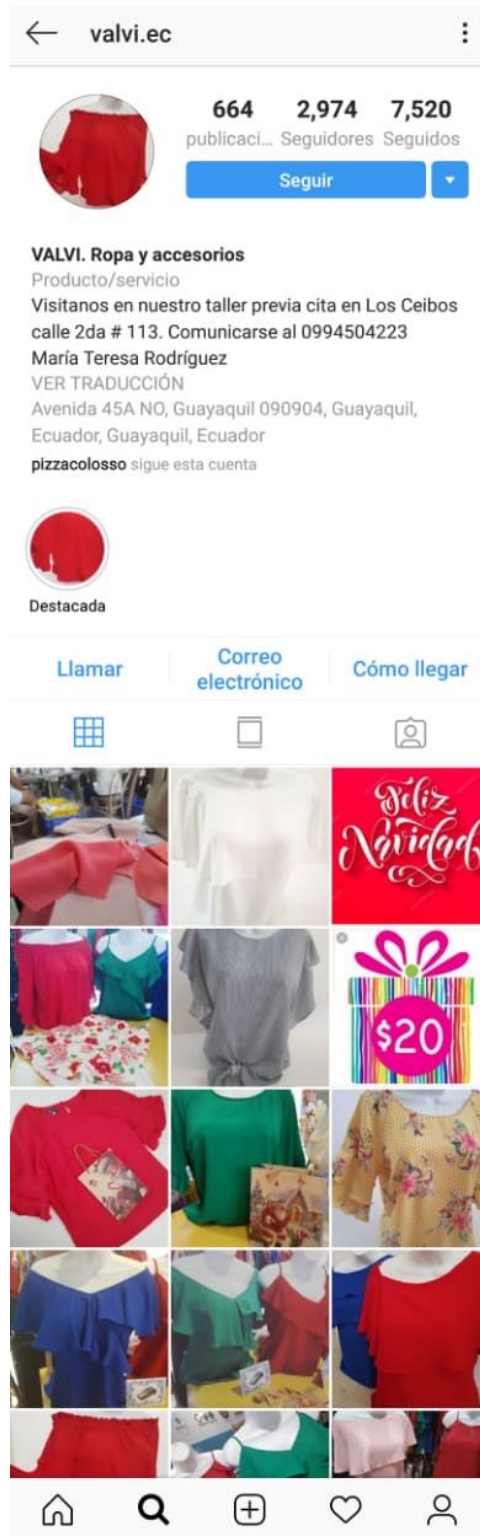 valvi.ec
664 2,974 7,520
publicaci... Seguidores Seguidos
Seguir
VALVI. Ropa y accesorios
Producto/servicio
Visitanos en nuestro taller previa cita en Los Ceibos
calle 2da # 113. Comunicarse al 0994504223
María Teresa Rodríguez
VER TRADUCCIÓN
Avenida 45A NO, Guayaquil 090904, Guayaquil,
Ecuador, Guayaquil, Ecuador
pizzacolosso sigue esta cuenta
Destacada
Llamar
Correo
electrónico
Cómo llegar
Feliz
Navidad
$20